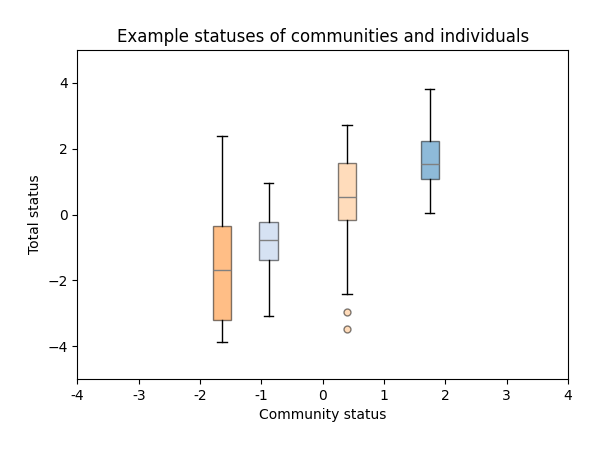 Example statuses of communities and individuals
Total status
4
2
0
−2
−4
-4 -3 -2 -1 0 1 2 3 4
Community status